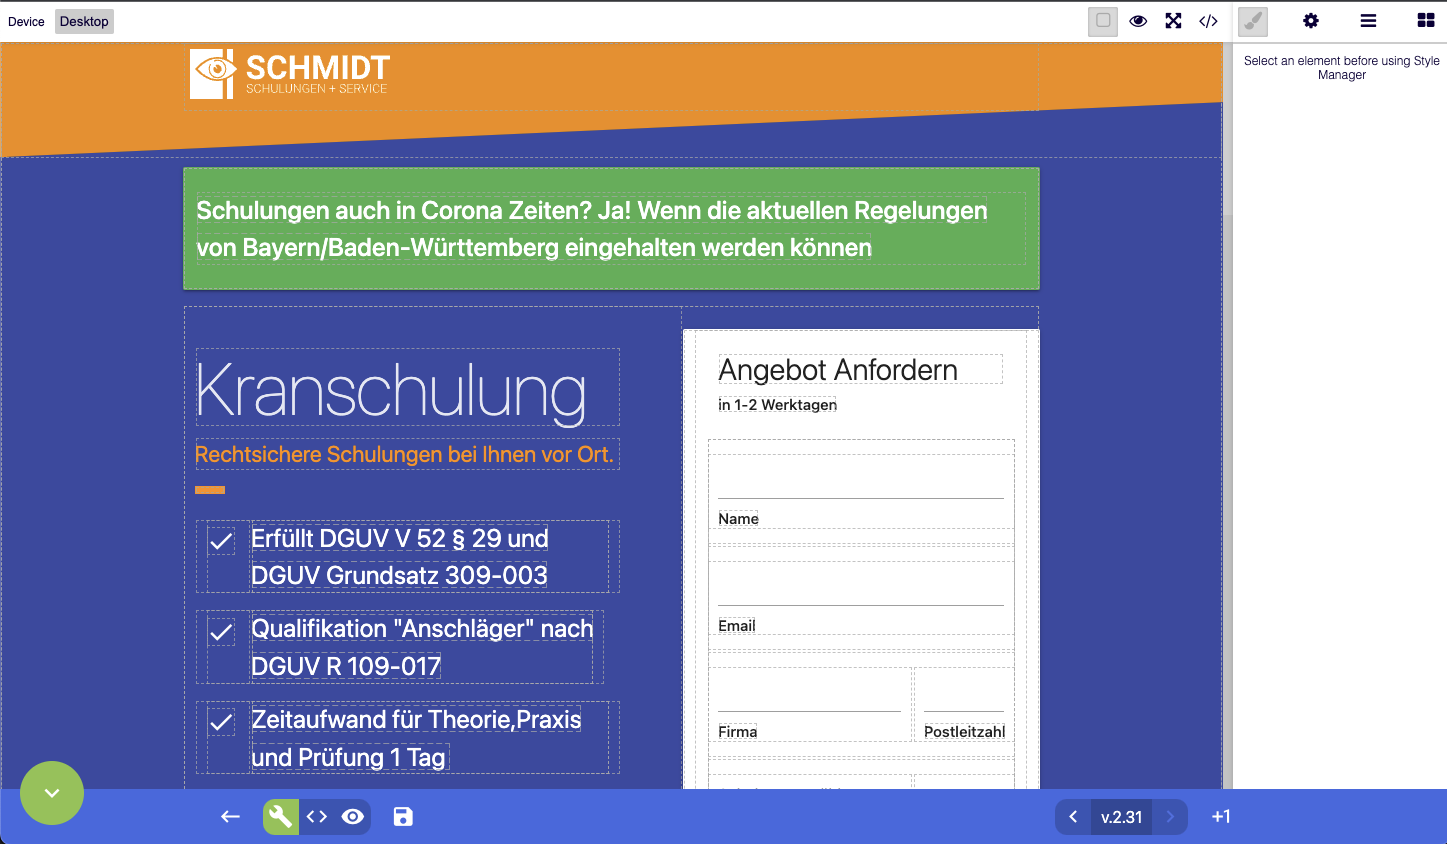 Device Desktop
Select an element before using Style
Manager
SCHMIDT
SCHULUNGEN + SERVICE
Schulungen auch in Corona Zeiten? Ja! Wenn die aktuellen Regelungen
von Bayern/Baden-Württemberg eingehalten werden können
Kranschulung
Rechtsichere Schulungen bei Ihnen vor Ort.
Erfüllt DGUV V 52 § 29 und
DGUV Grundsatz 309-003
Qualifikation "Anschläger" nach
DGUV R 109-017
Zeitaufwand für Theorie,Praxis
und Prüfung 1 Tag
Angebot Anfordern
in 1-2 Werktagen
Name
Email
Firma
Postleitzahl
v.2.31
+1